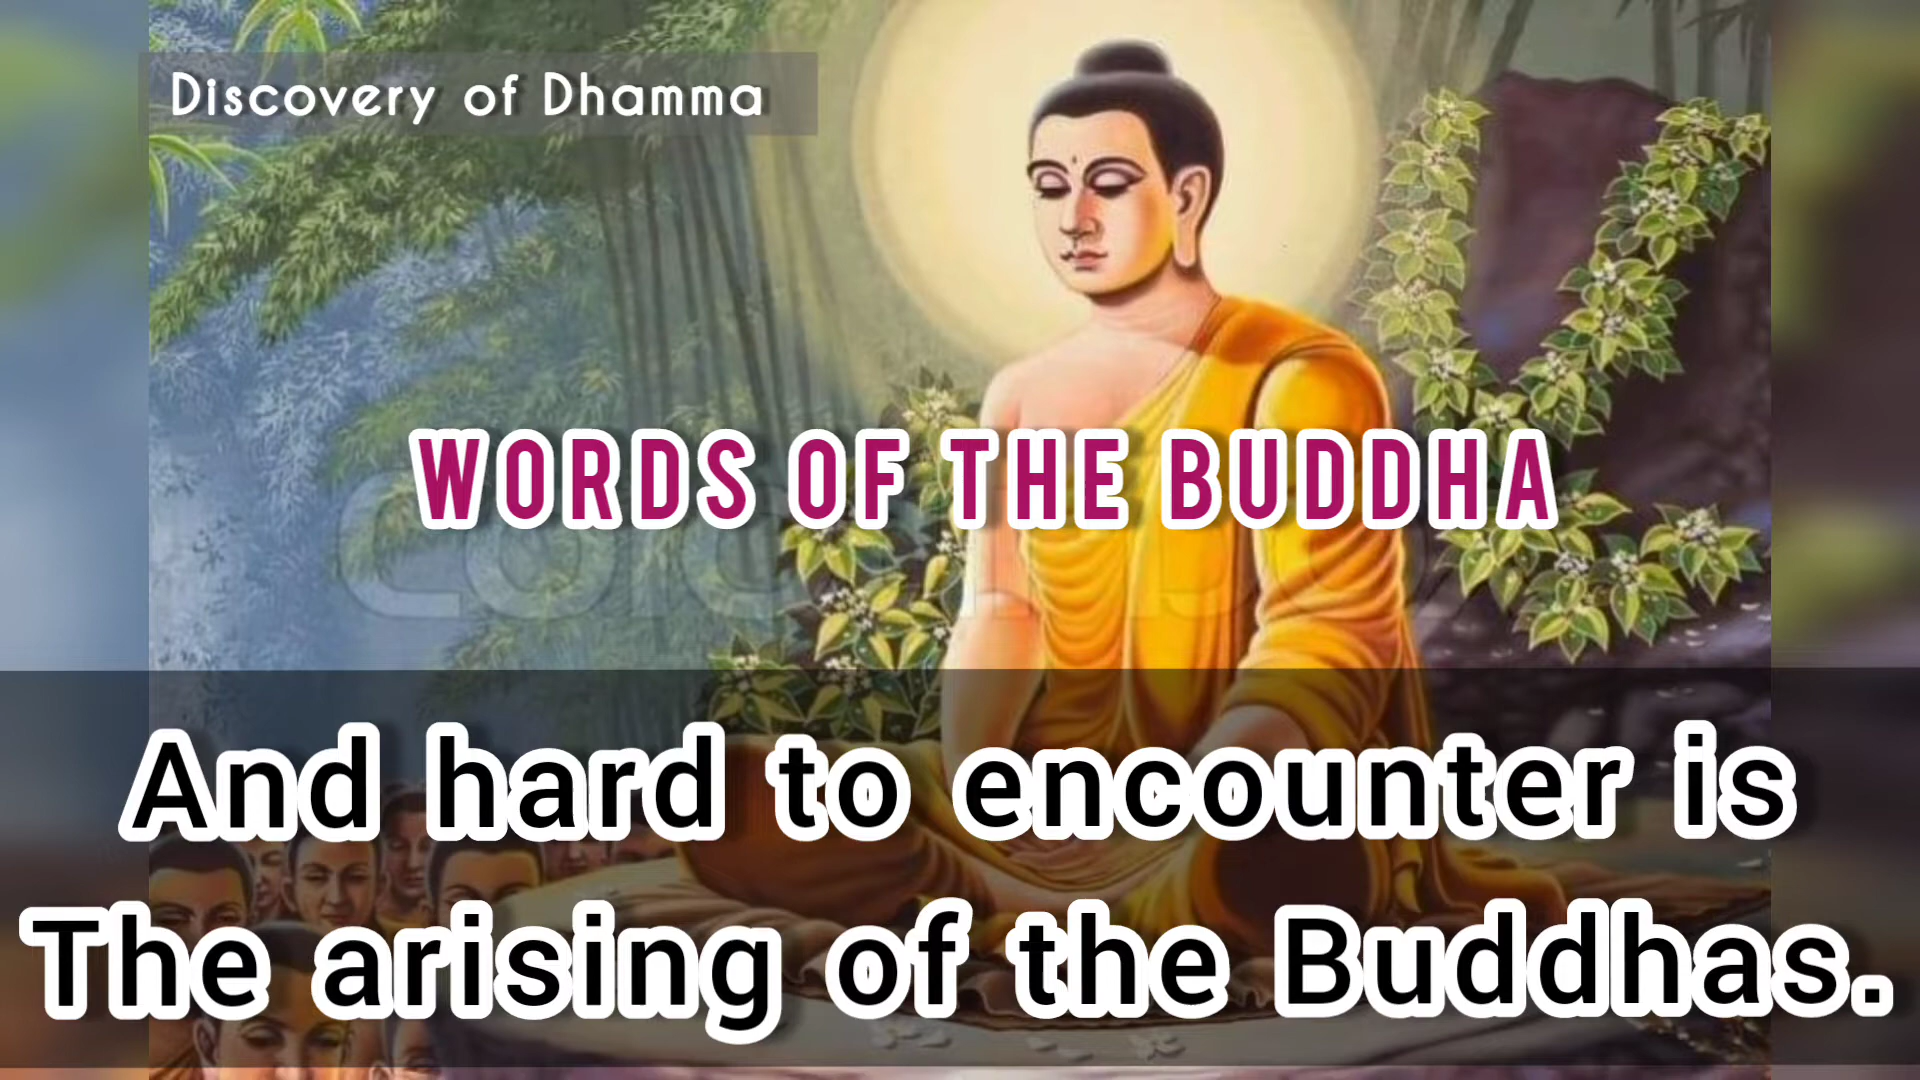 Discovery of Dhamma
WORDS OF THE BUDDHA
And hard to encounter is
The arising of the Buddhas.